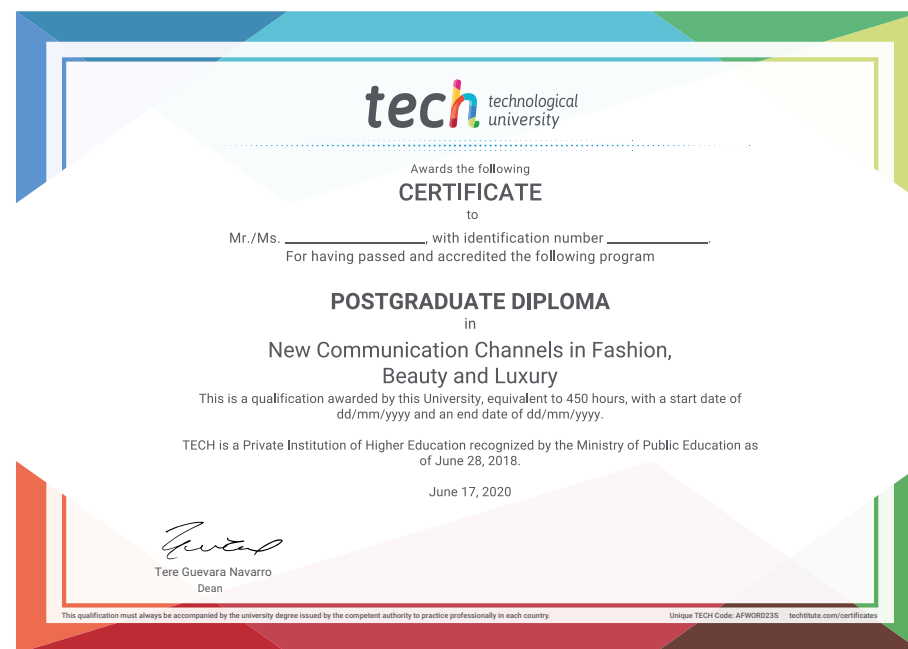 tech technological
university
Awards the following
CERTIFICATE
to
Mr./Ms. ____________________, with identification number ______________.
For having passed and accredited the following program
POSTGRADUATE DIPLOMA
in
New Communication Channels in Fashion,
Beauty and Luxury
This is a qualification awarded by this University, equivalent to 450 hours, with a start date of
dd/mm/yyyy and an end date of dd/mm/yyyy.
TECH is a Private Institution of Higher Education recognized by the Ministry of Public Education as
of June 28, 2018.
June 17, 2020
Tere Guevara Navarro
Dean
This qualification must always be accompanied by the university degree issued by the competent authority to practice professionally in each country. Unique TECH Code: AFWORD23S techtitute.com/certificates